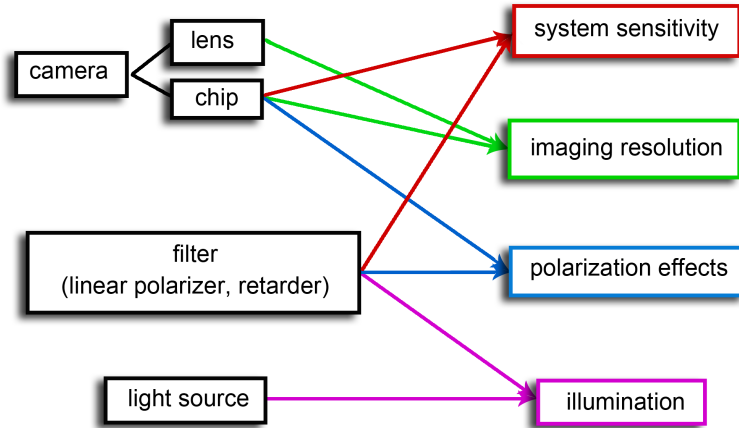 lens
system sensitivity
camera
chip
imaging resolution
filter
(linear polarizer, retarder)
polarization effects
light source
illumination